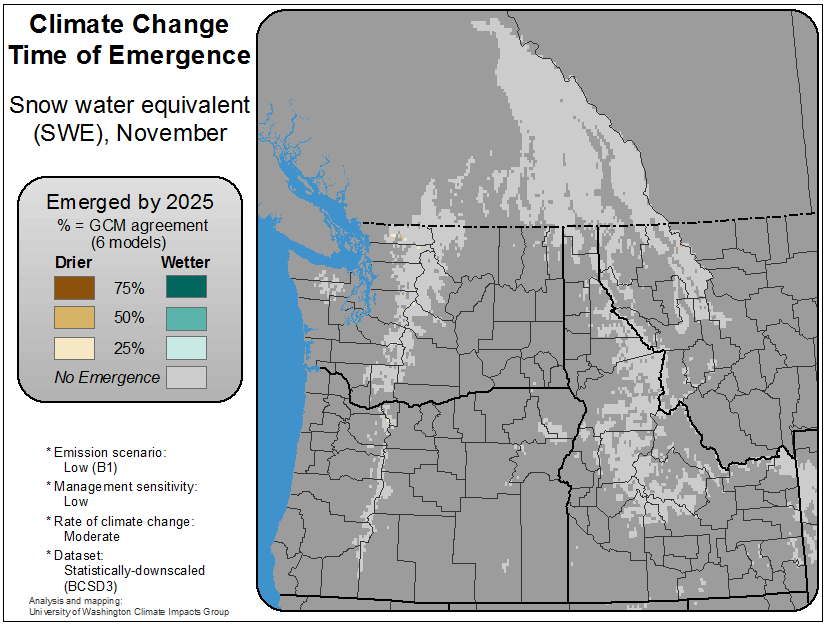 Climate Change
Time of Emergence
Snow water equivalent
(SWE), November
Emerged by 2025
% = GCM agreement
(6 models)
Drier Wetter
75%
50%
25%
No Emergence
* Emission scenario:
Low (B1)
* Management sensitivity:
Low
* Rate of climate change:
Moderate
* Dataset:
Statistically-downscaled
(BCSD3)
Analysis and mapping:
University of Washington Climate Impacts Group